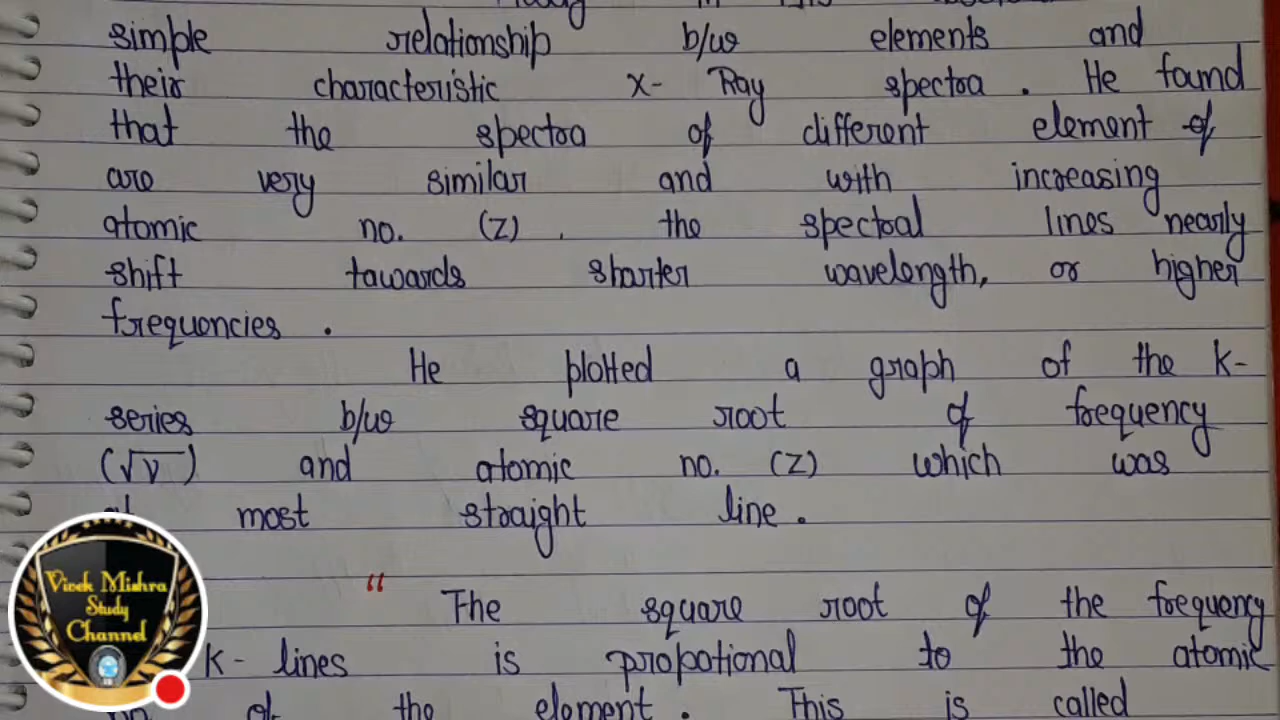 simple relationship b/w elements and
their characteristic x- Ray spectra . He found
that the spectra of different element of
are very similar and with increasing
atomic no. (Z) . the spectral lines nearly
shift towards shorter wavelength, or higher
frequencies .
He plotted a graph of the k-
series b/w square root of frequency
(√ν) and atomic no. (Z) which was
most straight line .
" The square root of the frequency
k- lines is propotional to the atomic
of the element . This is called
Vivek Mishra
Study
Channel